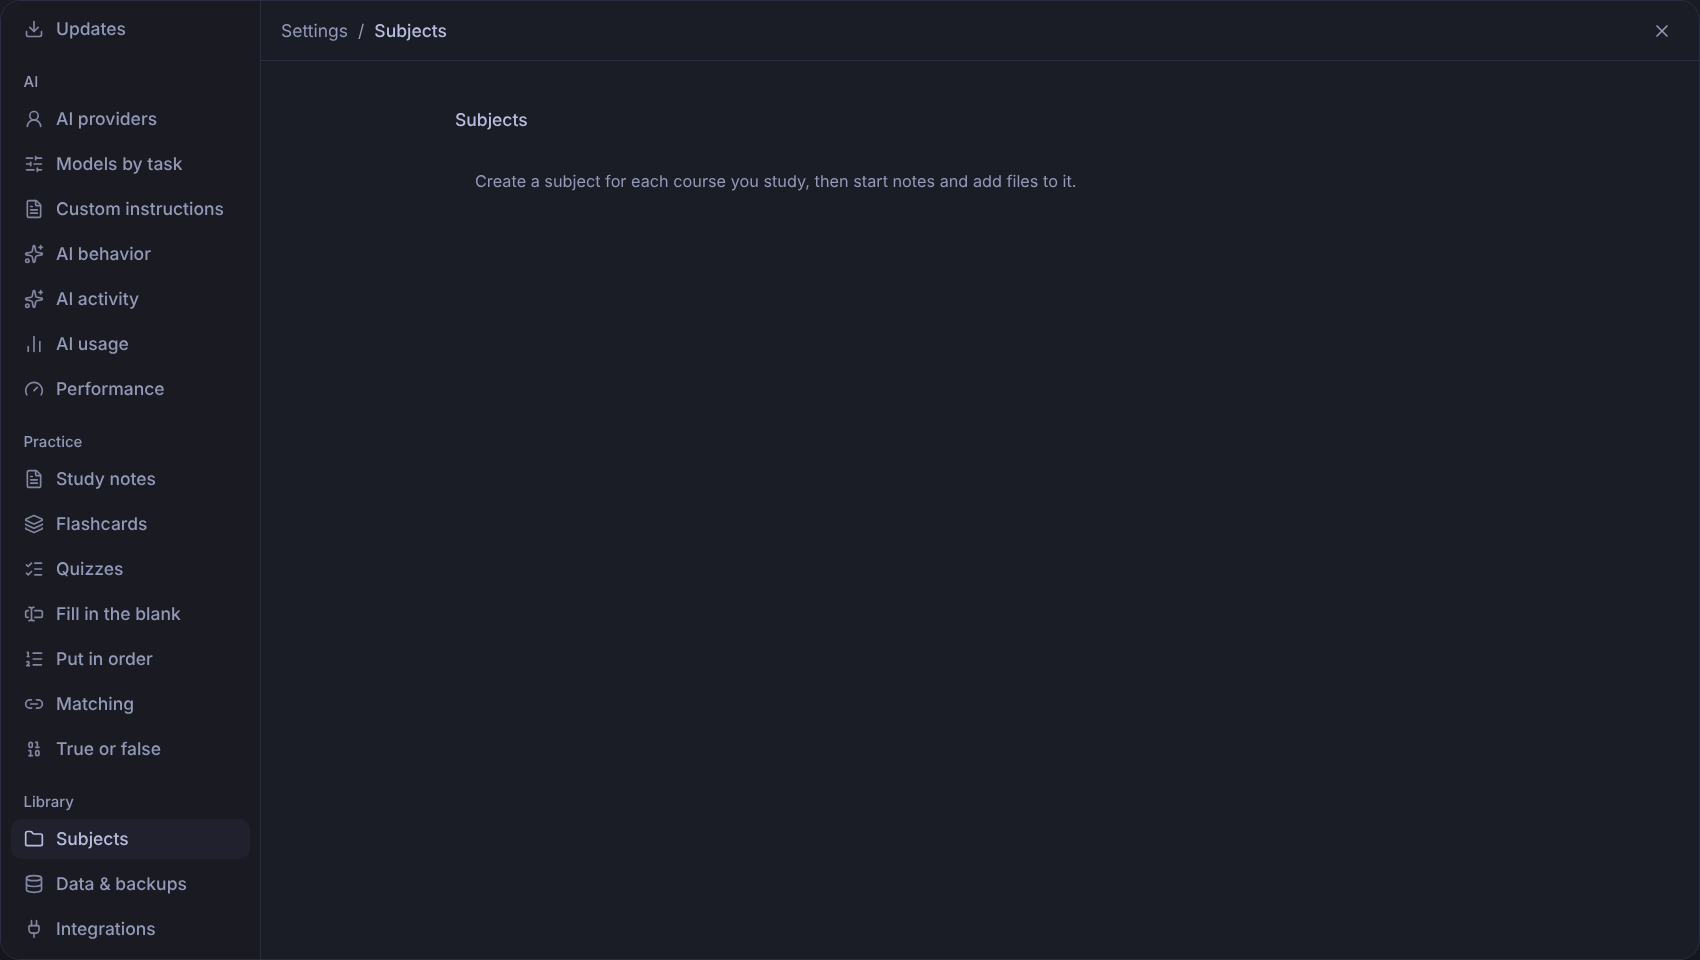 Updates
AI
AI providers
Models by task
Custom instructions
AI behavior
AI activity
AI usage
Performance
Practice
Study notes
Flashcards
Quizzes
Fill in the blank
Put in order
Matching
True or false
Library
Subjects
Data & backups
Integrations
Settings / Subjects
Subjects
Create a subject for each course you study, then start notes and add files to it.